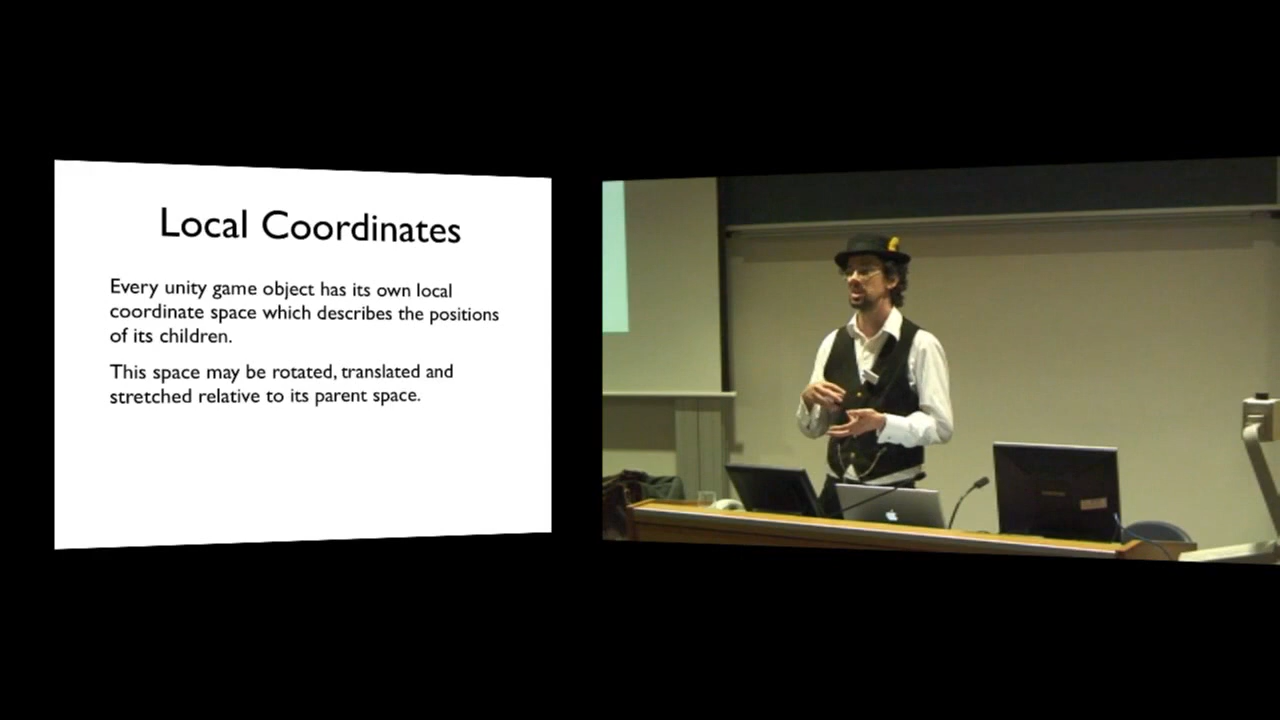 Local Coordinates
Every unity game object has its own local
coordinate space which describes the positions
of its children.
This space may be rotated, translated and
stretched relative to its parent space.